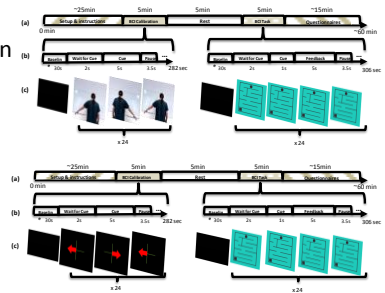 ~25min 5min 5min 5min ~15min
n
(a) Setup & instructions BCI Calibration Rest BCI Task Questionnaires
0 min ~60 min
(b) Baseline Wait for Cue Cue Pause ... Baseline Wait for Cue Cue Feedback Pause ...
30s 2s 5s 3.5s 282 sec 30s 2s 1s 5s 3.5s 306 sec
(c)
x 24 x 24
~25min 5min 5min 5min ~15min
(a) Setup & instructions BCI Calibration Rest BCI Task Questionnaires
0 min ~60 min
(b) Baseline Wait for Cue Cue Pause ... Baseline Wait for Cue Cue Feedback Pause ...
30s 2s 5s 3.5s 282 sec 30s 2s 1s 5s 3.5s 306 sec
(c)
x 24 x 24